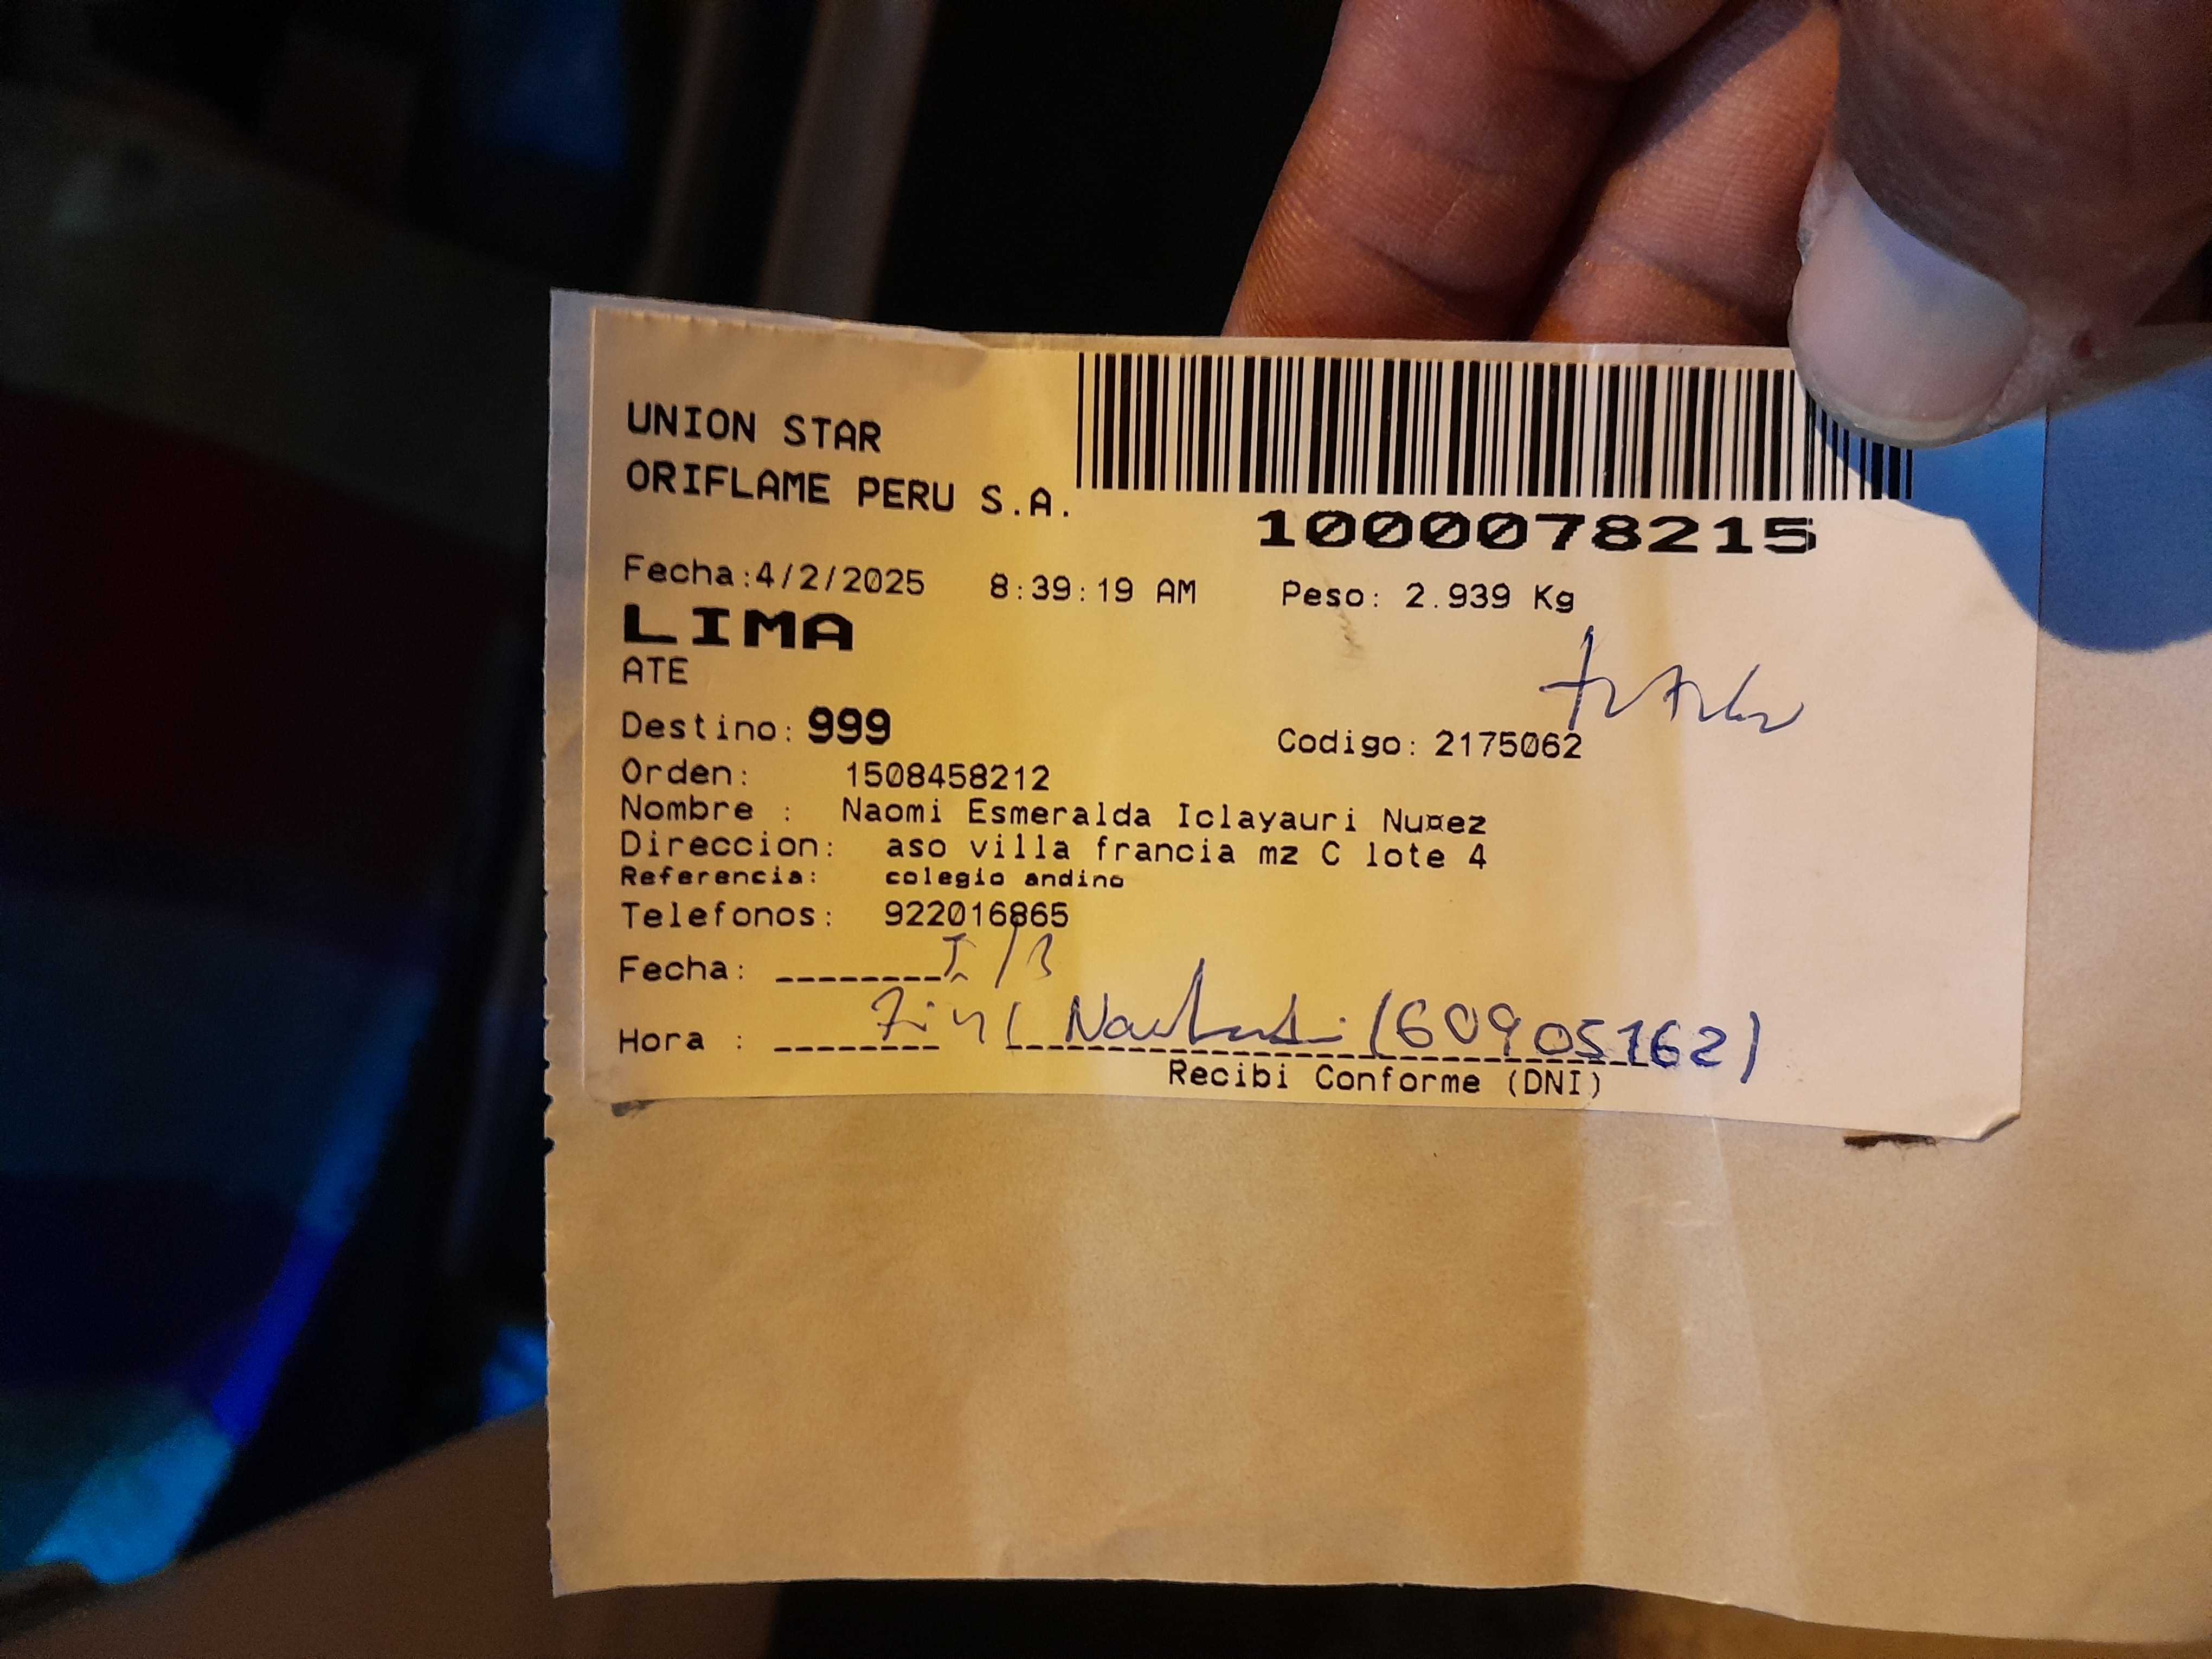 UNION STAR
ORIFLAME PERU S.A.
1000078215
Fecha:4/2/2025 8:39:19 AM Peso: 2.939 Kg
LIMA
ATE
Destino: 999 Codigo: 2175062
Orden: 1508458212
Nombre : Naomi Esmeralda Iclayauri Nu¤ez
Direccion: aso villa francia mz C lote 4
Referencia: colegio andino
Telefonos: 922016865
Fecha:
Hora : (60905162)
Recibi Conforme (DNI)